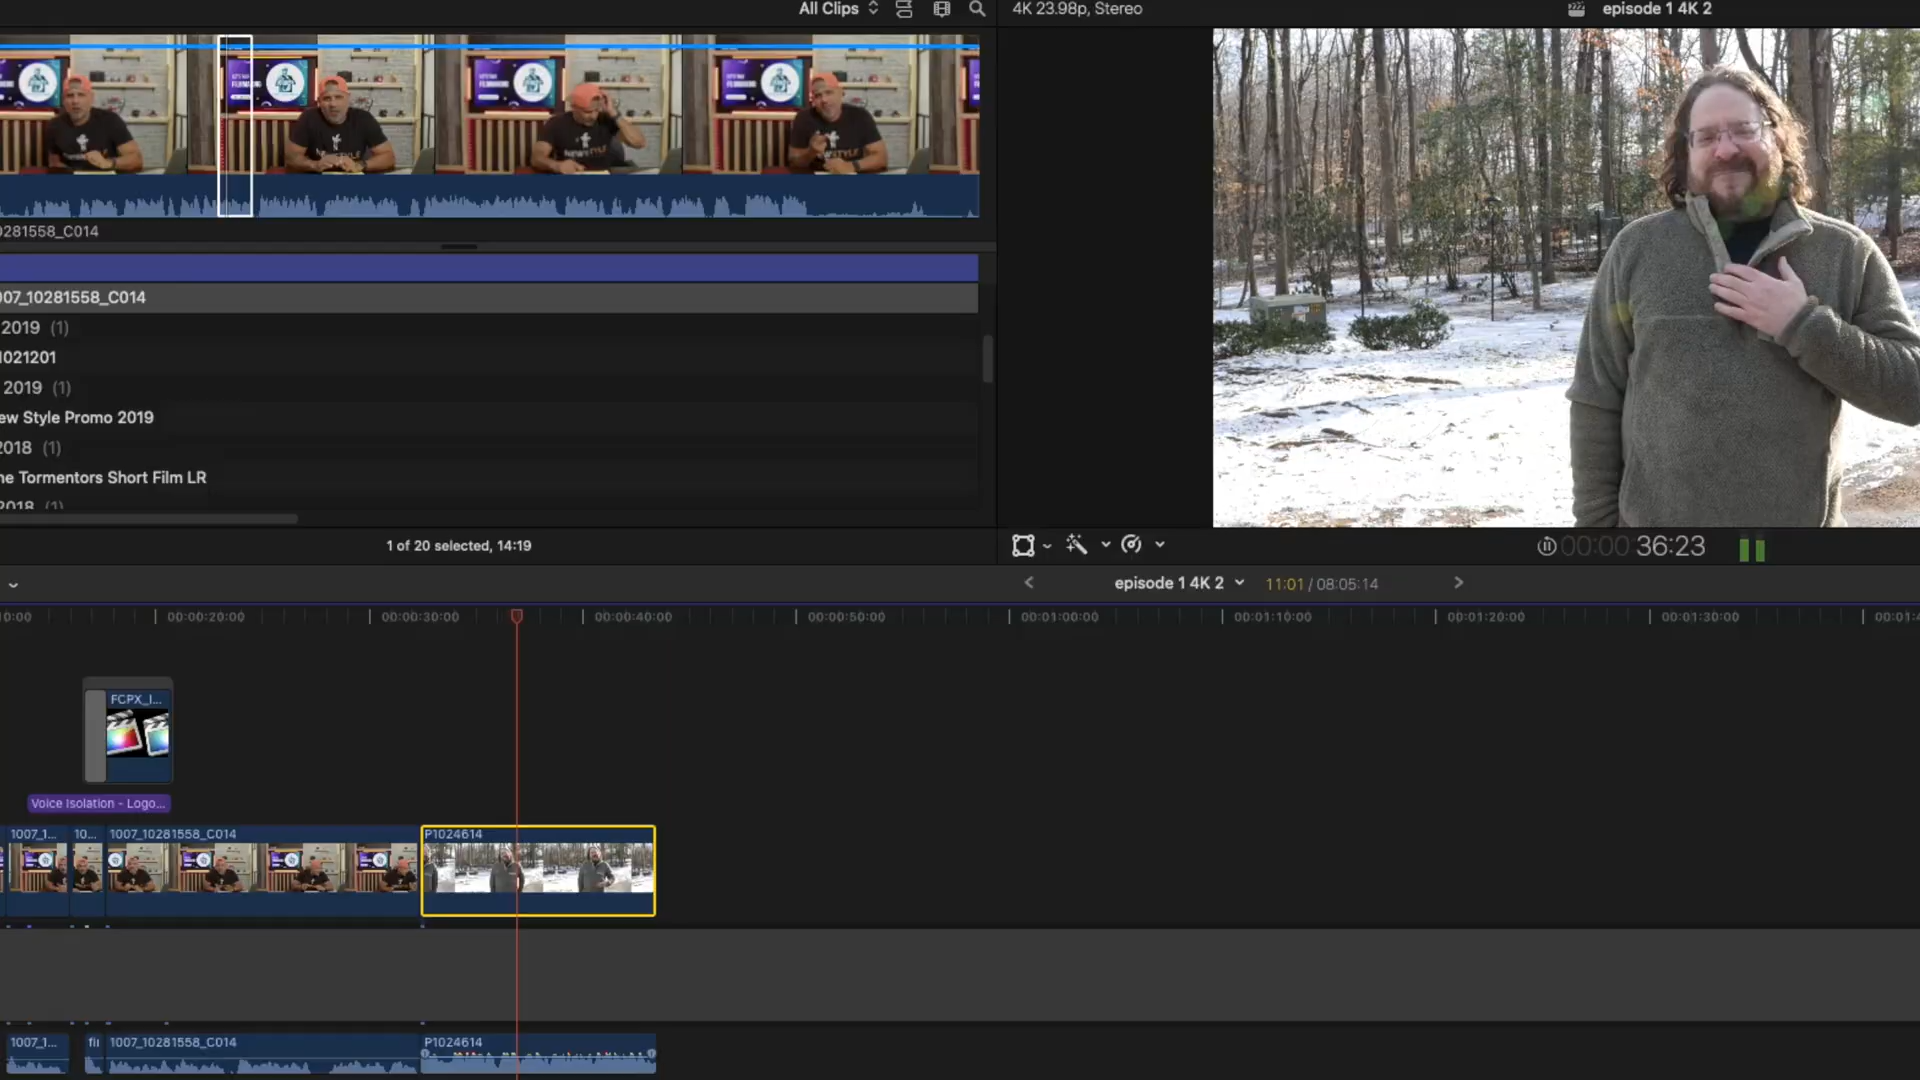 All Clips
4K 23.98p, Stereo
episode 1 4K 2
0281558_C014
007_10281558_C014
2019 (1)
1021201
2019 (1)
ew Style Promo 2019
2018 (1)
he Tormentors Short Film LR
2018 (1)
1 of 20 selected, 14:19
00:00:36:23
episode 1 4K 2
11:01 / 08:05:14
0:00
00:00:20:00
00:00:30:00
00:00:40:00
00:00:50:00
00:01:00:00
00:01:10:00
00:01:20:00
00:01:30:00
00:01:4
FCPX_I...
Voice Isolation - Logo...
1007_1...
10...
1007_10281558_C014
P1024614
1007_1...
fii
1007_10281558_C014
P1024614